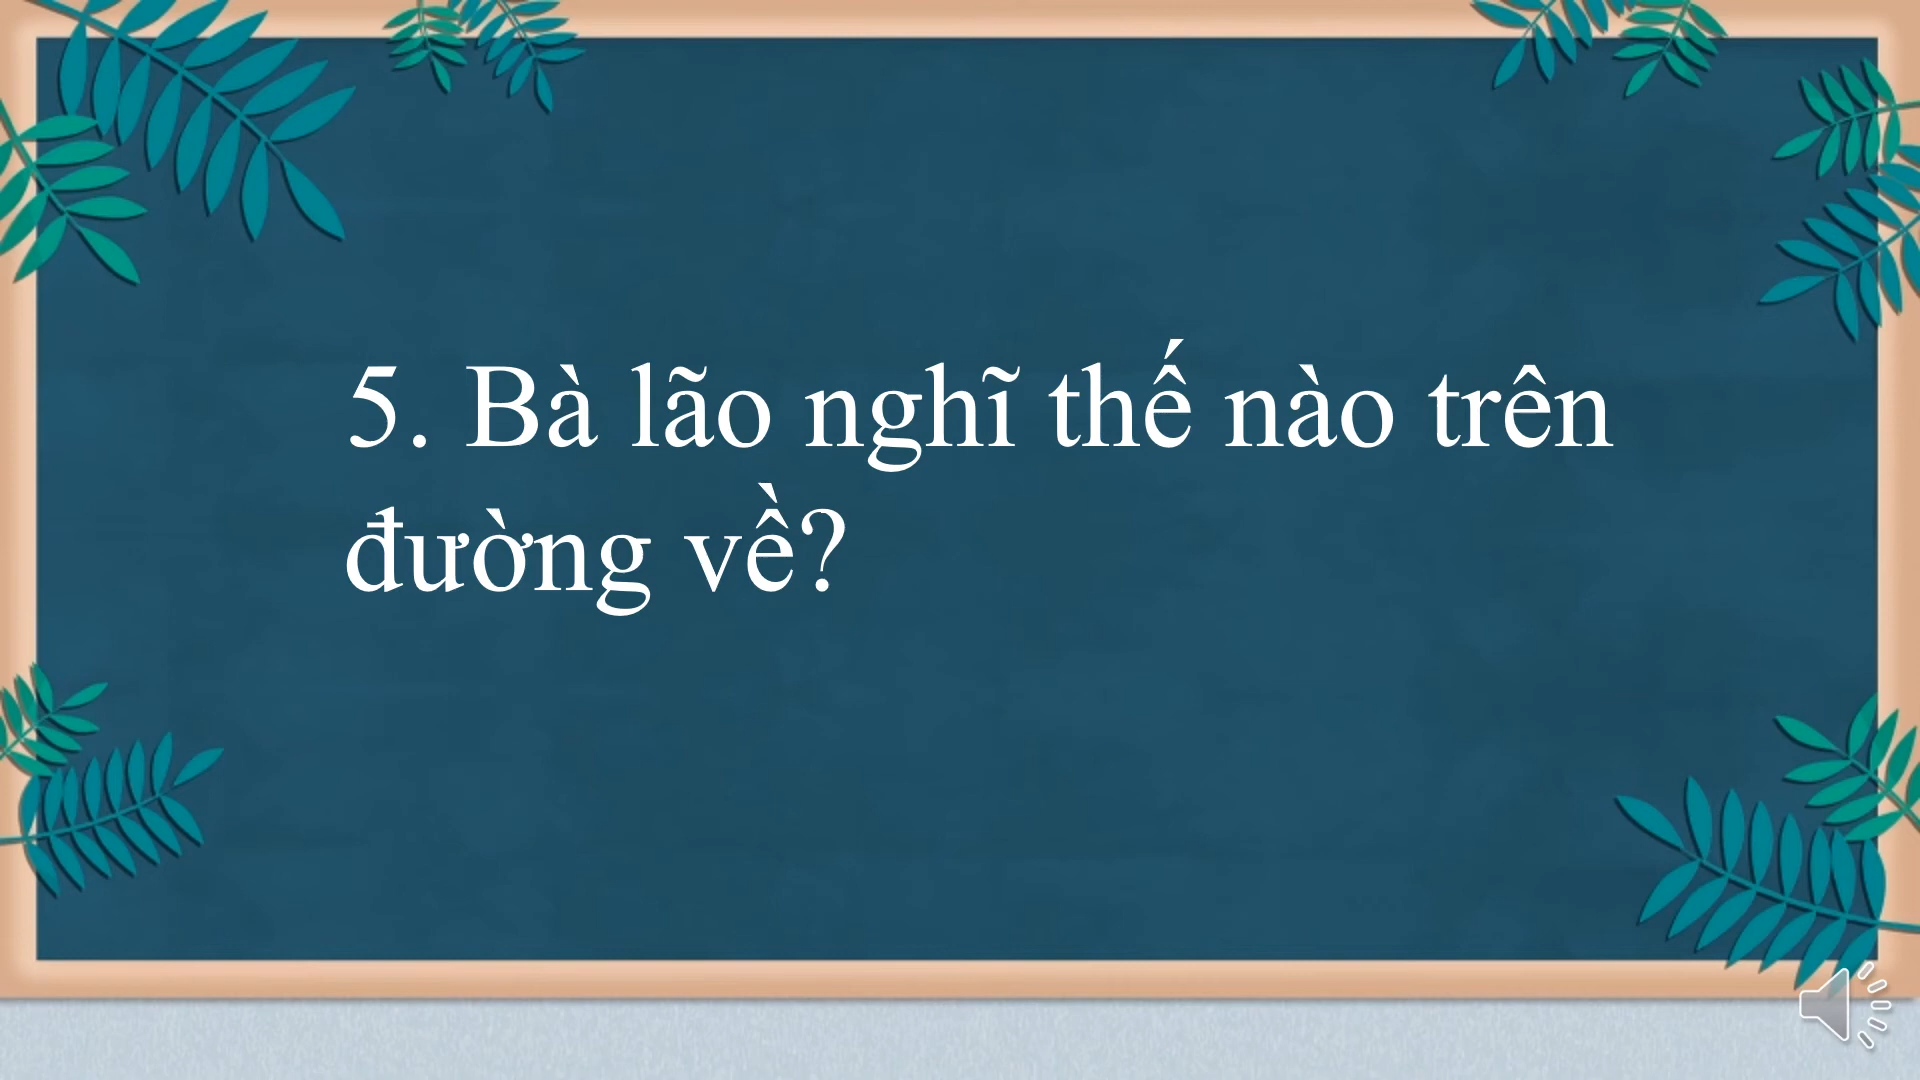 5. Bà lão nghĩ thế nào trên
đường về?